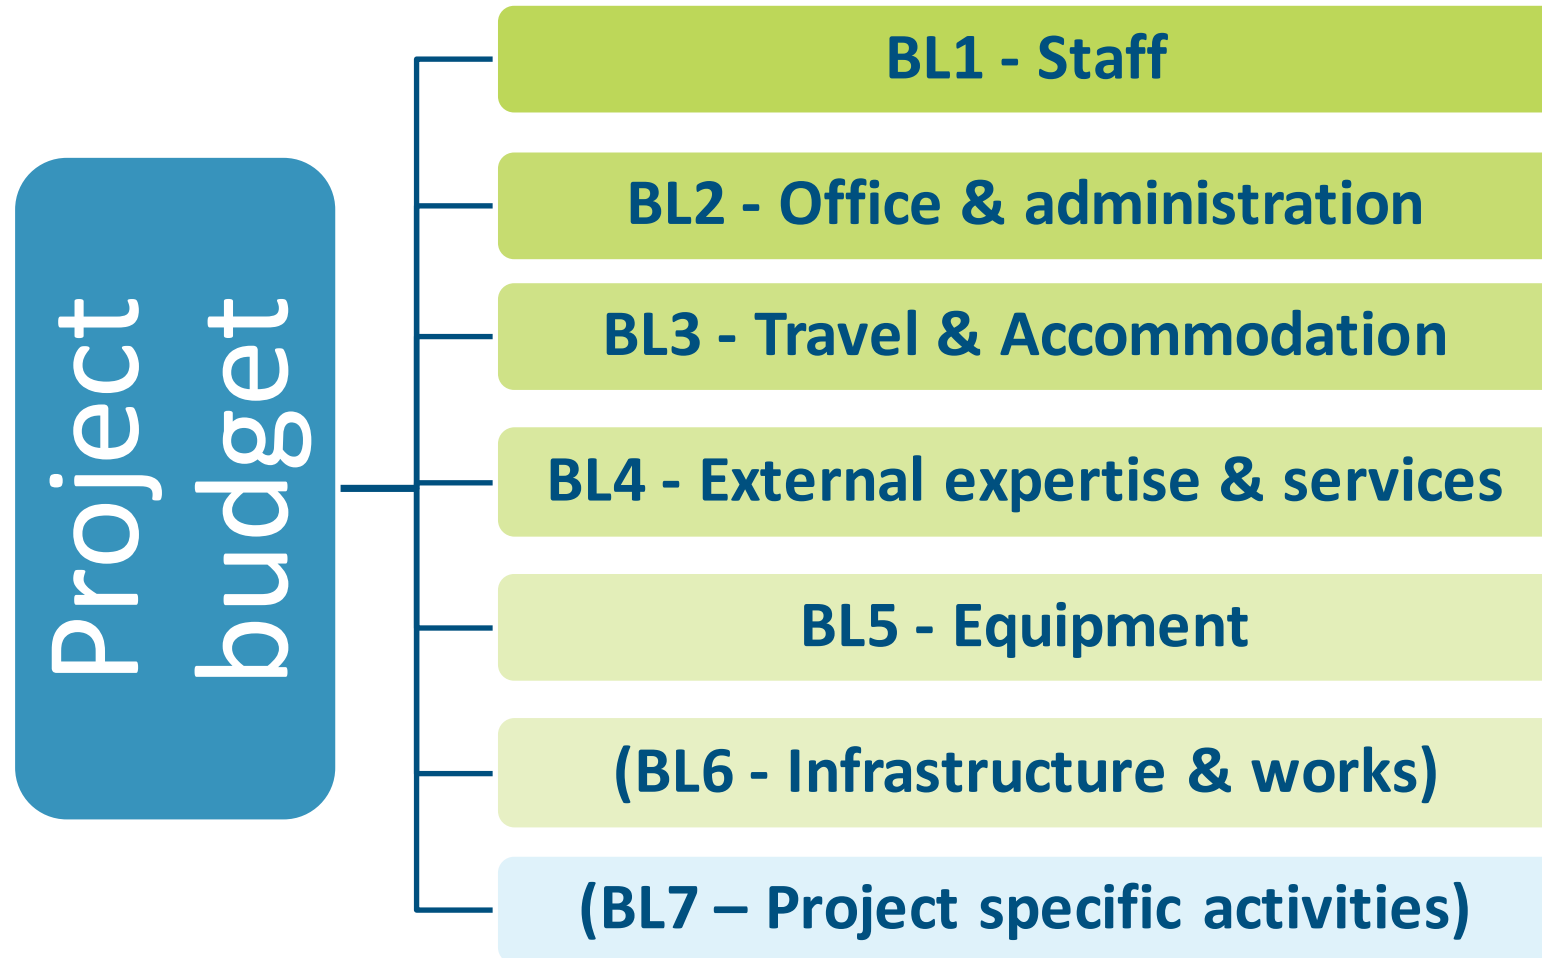 Project
budget
BL1 - Staff
BL2 - Office & administration
BL3 - Travel & Accommodation
BL4 - External expertise & services
BL5 - Equipment
(BL6 - Infrastructure & works)
(BL7 – Project specific activities)